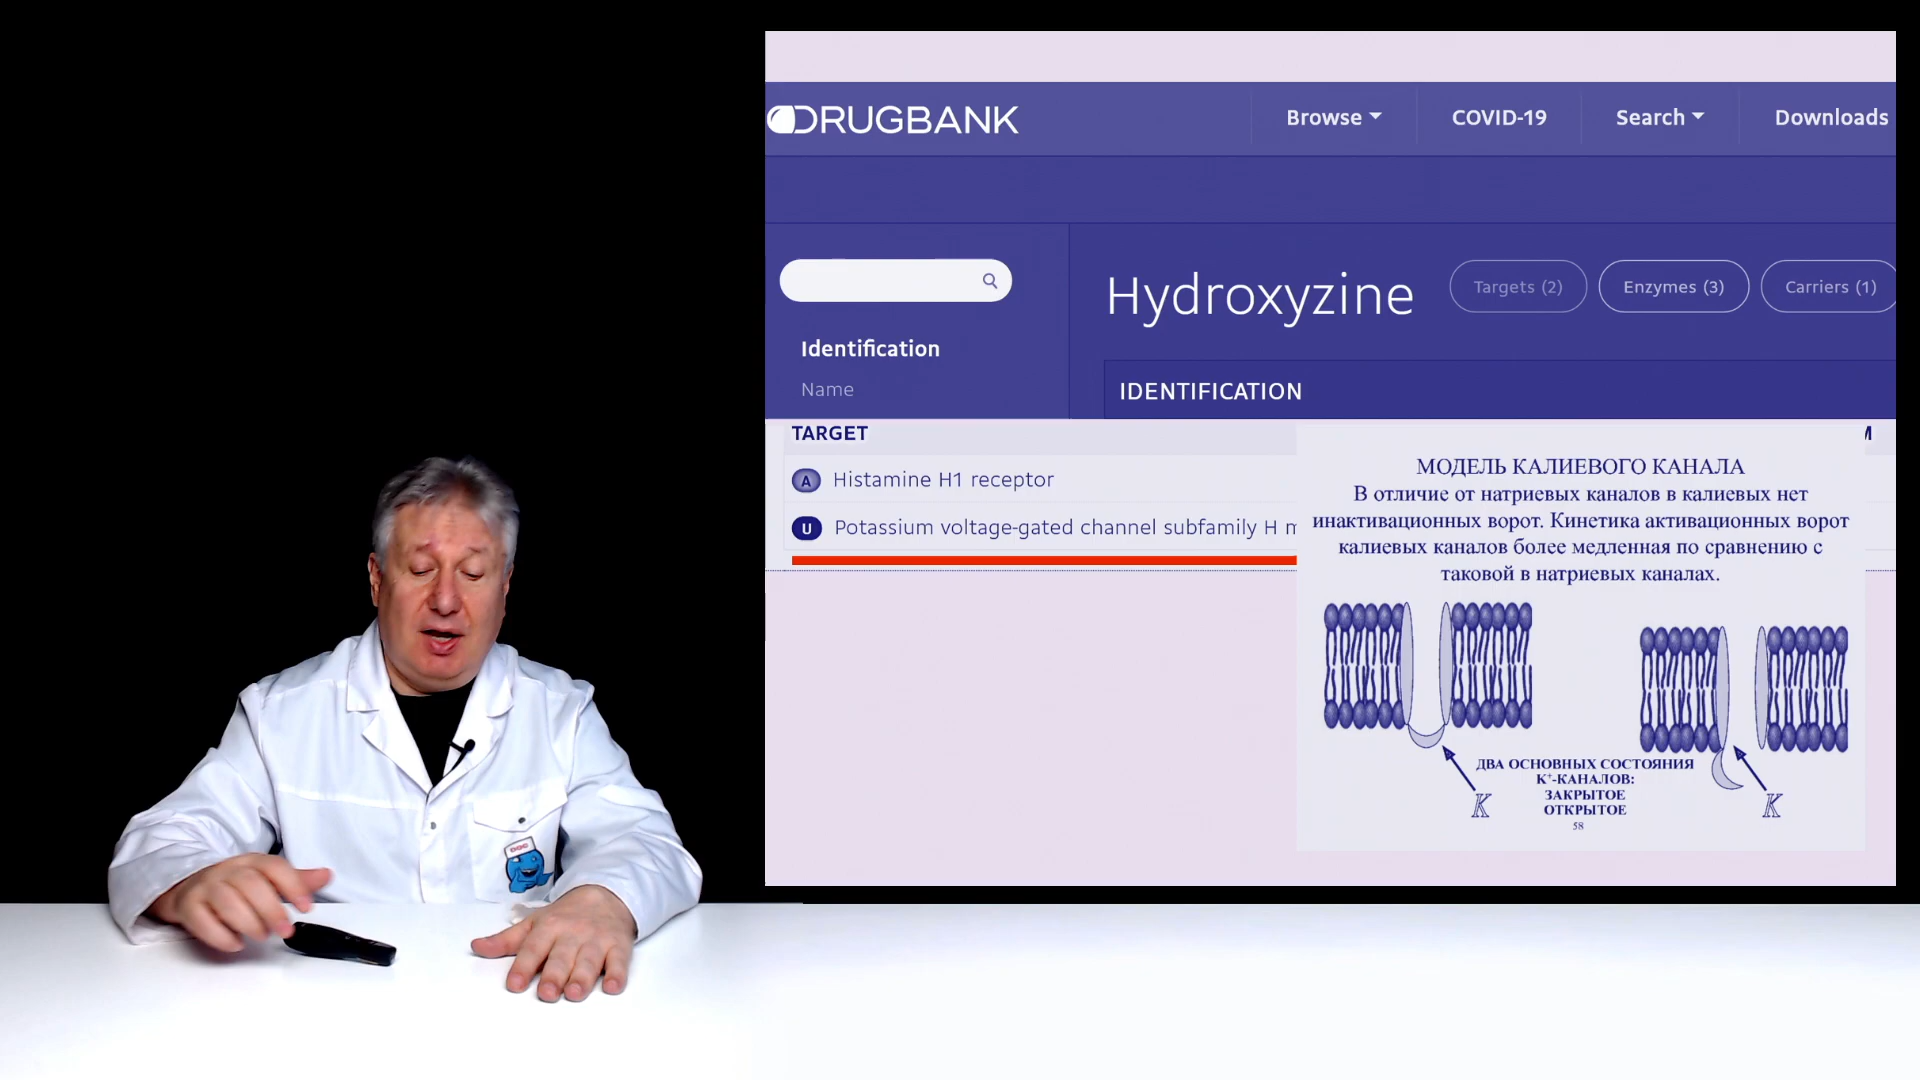 DRUGBANK
Browse
COVID-19
Search
Downloads
Hydroxyzine
Targets (2)
Enzymes (3)
Carriers (1)
Identification
Name
IDENTIFICATION
TARGET
A Histamine H1 receptor
U Potassium voltage-gated channel subfamily H
МОДЕЛЬ КАЛИЕВОГО КАНАЛА
В отличие от натриевых каналов в калиевых нет
инактивационных ворот. Кинетика активационных ворот
калиевых каналов более медленная по сравнению с
таковой в натриевых каналах.
ДВА ОСНОВНЫХ СОСТОЯНИЯ
K⁺-КАНАЛОВ:
ЗАКРЫТОЕ
ОТКРЫТОЕ
58
K
K